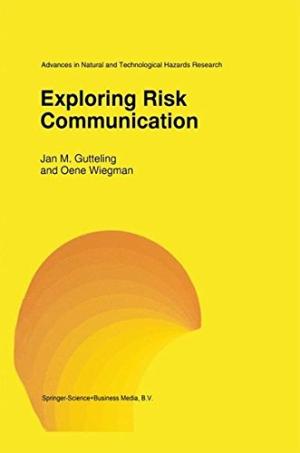 Advances in Natural and Technological Hazards Research
Exploring Risk
Communication
Jan M. Gutteling
and Oene Wiegman
Springer-Science+Business Media, B.V.